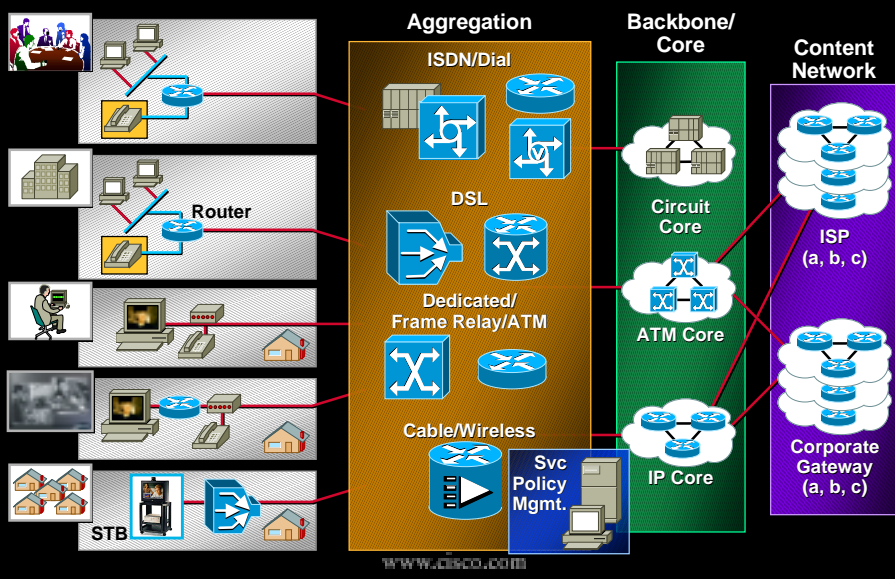 Aggregation
Backbone/
Core
Content
Network
ISDN/Dial
Router
DSL
Circuit
Core
ISP
(a, b, c)
Dedicated/
Frame Relay/ATM
ATM Core
V
Cable/Wireless
Svc
Policy
Mgmt.
IP Core
Corporate
Gateway
(a, b, c)
STB
www.cisco.com